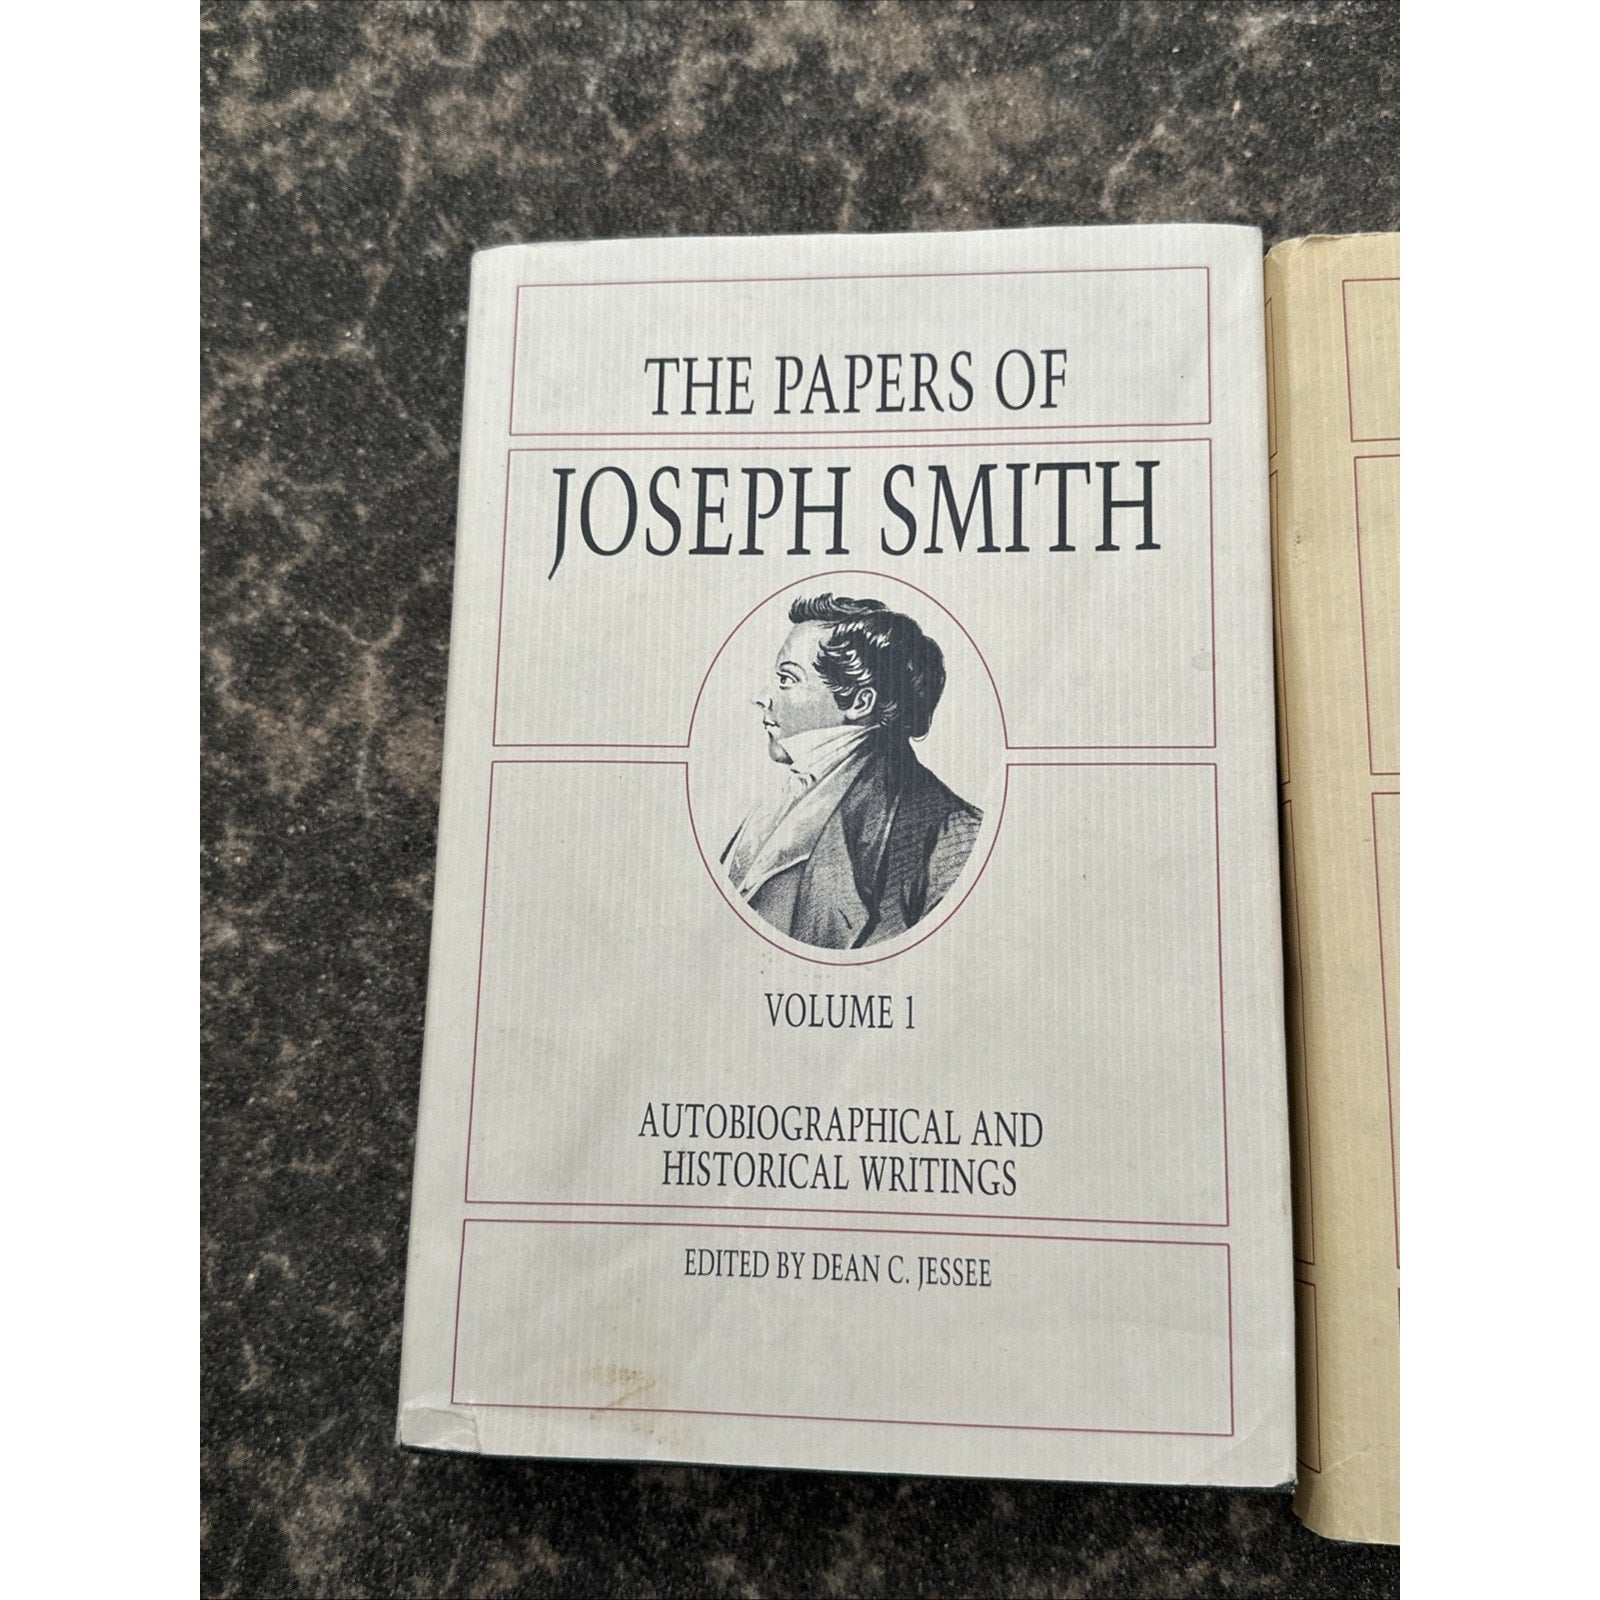 THE PAPERS OF
JOSEPH SMITH
VOLUME 1
AUTOBIOGRAPHICAL AND
HISTORICAL WRITINGS
EDITED BY DEAN C. JESSEE